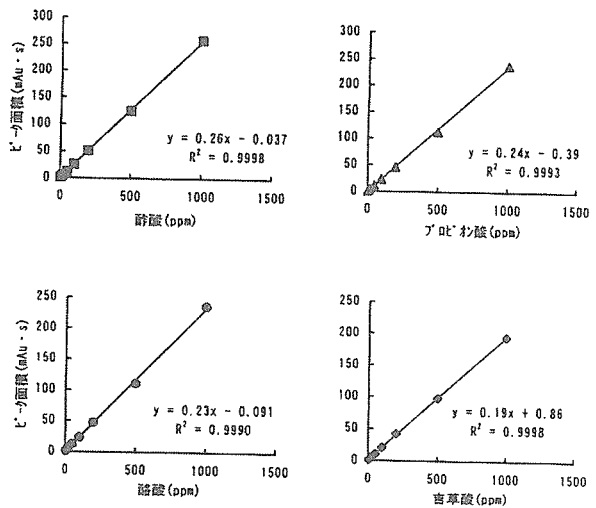 300
250
200
150
100
50
0
ﾋﾟｰｸ面積(mAu・s)
y = 0.26x - 0.037
R² = 0.9998
0 500 1000 1500
酢酸(ppm)
300
250
200
150
100
50
0
y = 0.24x - 0.39
R² = 0.9993
0 500 1000 1500
ﾌﾟﾛﾋﾟｵﾝ酸(ppm)
250
200
150
100
50
0
ﾋﾟｰｸ面積(mAu・s)
y = 0.23x - 0.091
R² = 0.9990
0 500 1000 1500
酪酸(ppm)
250
200
150
100
50
0
y = 0.19x + 0.86
R² = 0.9998
0 500 1000 1500
吉草酸(ppm)